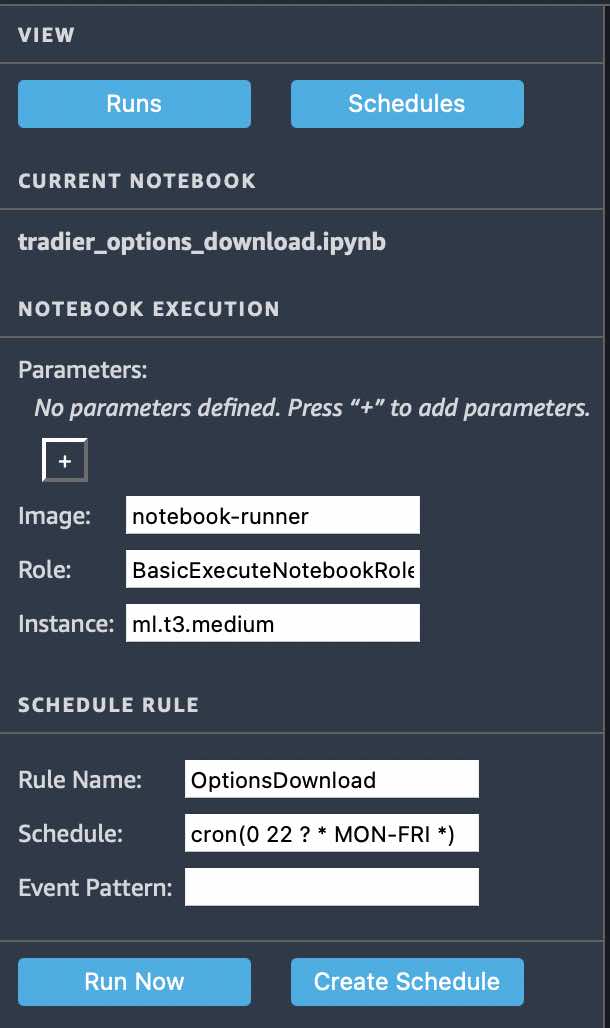 VIEW
Runs Schedules
CURRENT NOTEBOOK
tradier_options_download.ipynb
NOTEBOOK EXECUTION
Parameters:
No parameters defined. Press “+” to add parameters.
+
Image: notebook-runner
Role: BasicExecuteNotebookRole
Instance: ml.t3.medium
SCHEDULE RULE
Rule Name: OptionsDownload
Schedule: cron(0 22 ? * MON-FRI *)
Event Pattern:
Run Now Create Schedule